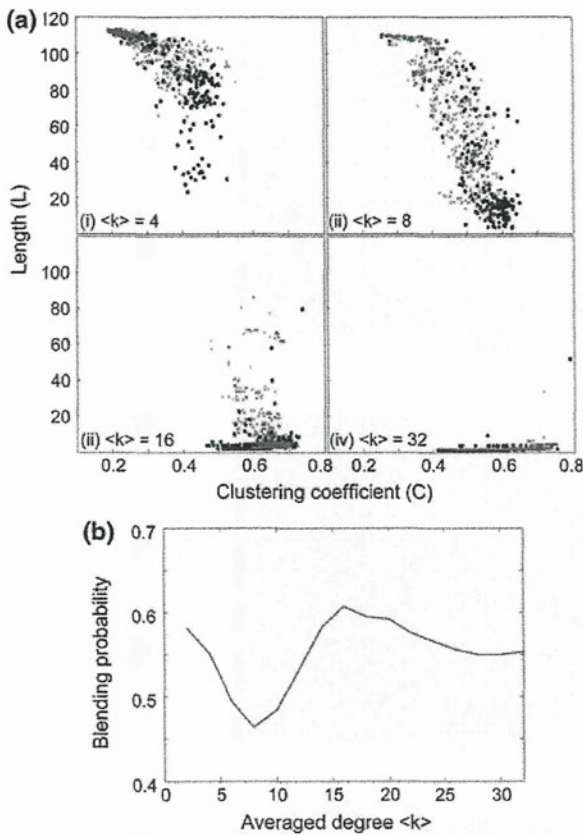 (a)
120
100
80
60
40
20
Length (L)
(i) <k> = 4
(ii) <k> = 8
100
80
60
40
20
(ii) <k> = 16
(iv) <k> = 32
0.2 0.4 0.6 0.8 0.2 0.4 0.6 0.8
Clustering coefficient (C)
(b)
0.7
0.6
0.5
0.4
Blending probability
0 5 10 15 20 25 30
Averaged degree <k>